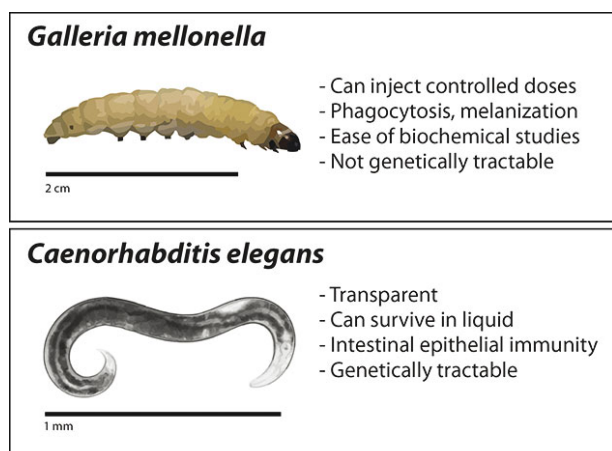 Galleria mellonella
- Can inject controlled doses
- Phagocytosis, melanization
- Ease of biochemical studies
- Not genetically tractable
2 cm
Caenorhabditis elegans
- Transparent
- Can survive in liquid
- Intestinal epithelial immunity
- Genetically tractable
1 mm